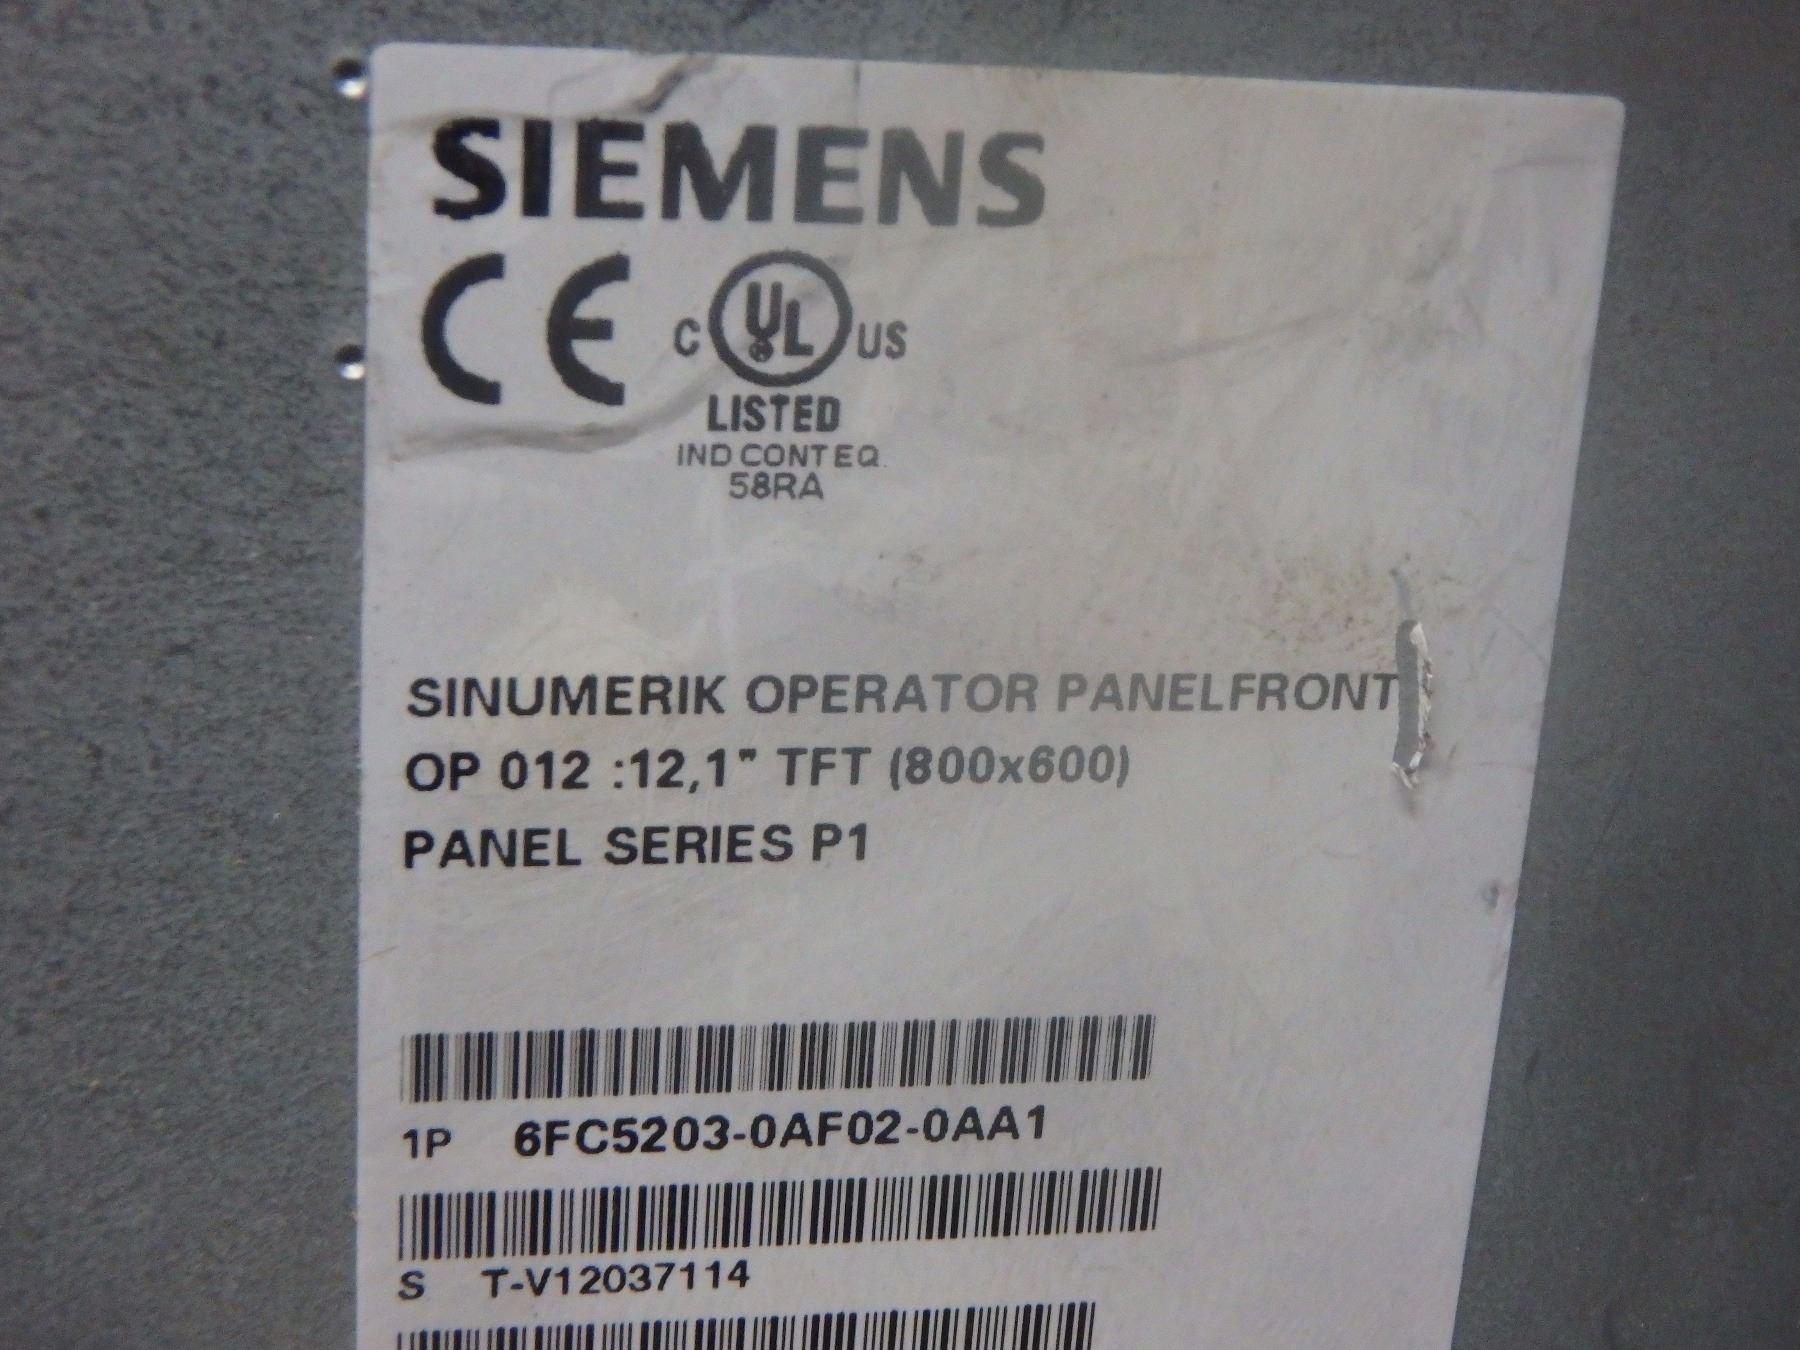 SIEMENS
CE
C UL US
LISTED
IND CONT EQ.
58RA
SINUMERIK OPERATOR PANELFRONT
OP 012 :12,1" TFT (800x600)
PANEL SERIES P1
1P 6FC5203-0AF02-0AA1
S T-V12037114